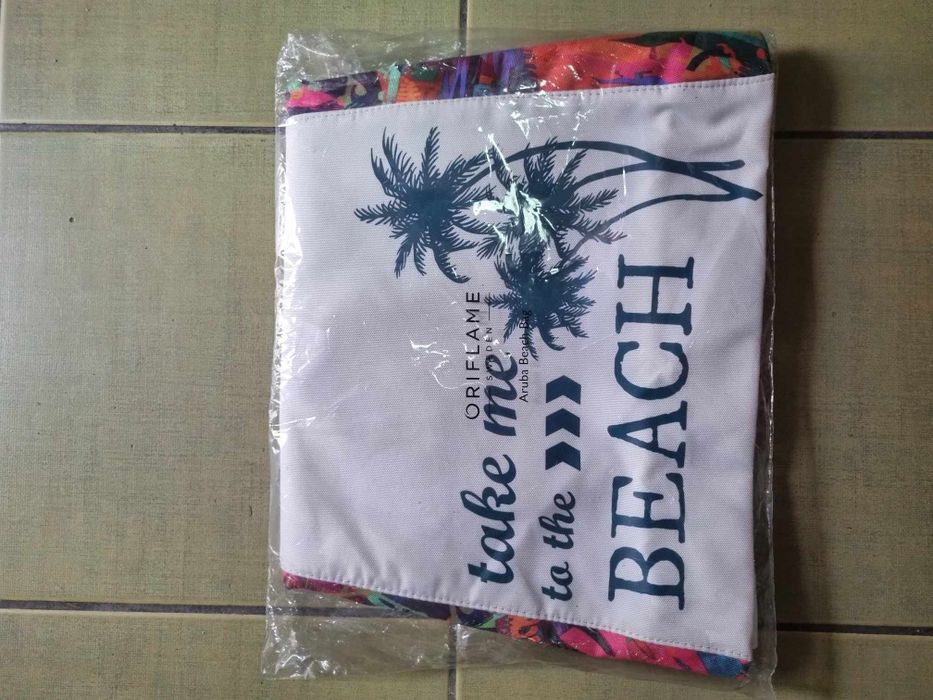 ORIFLAME
SWEDEN
Aruba Beach Bag
take me
to the
BEACH